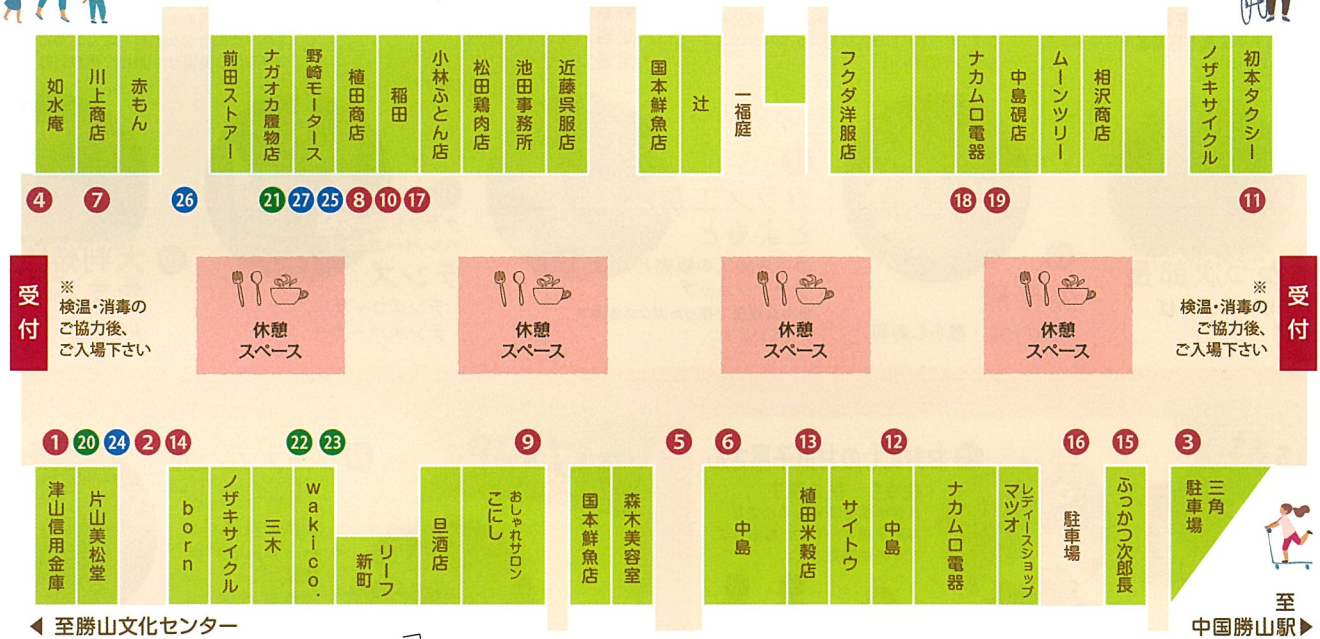 如水庵
川上商店
赤もん
前田ストアー
ナガオカ履物店
野崎モータース
植田商店
稲田
小林ふとん店
松田鶏肉店
池田事務所
近藤呉服店
国本鮮魚店
辻
一福庭
フクダ洋服店
ナカムロ電器
中島硯店
ムーンツリー
相沢商店
ノザキサイクル
初本タクシー
4
7
26
21
27
25
8
10
17
18
19
11
受付
※
検温・消毒の
ご協力後、
ご入場下さい
休憩
スペース
休憩
スペース
休憩
スペース
休憩
スペース
※
検温・消毒の
ご協力後、
ご入場下さい
受付
1
20
24
2
14
22
23
9
5
6
13
12
16
15
3
津山信用金庫
片山美松堂
born
ノザキサイクル
三木
wakico.
リーフ
新町
旦酒店
おしゃれサロン
こにし
国本鮮魚店
森木美容室
中島
植田米穀店
サイトウ
中島
ナカムロ電器
レディースショップ
マツオ
駐車場
ふっかつ次郎長
三角
駐車場
◀ 至勝山文化センター
至
中国勝山駅▶